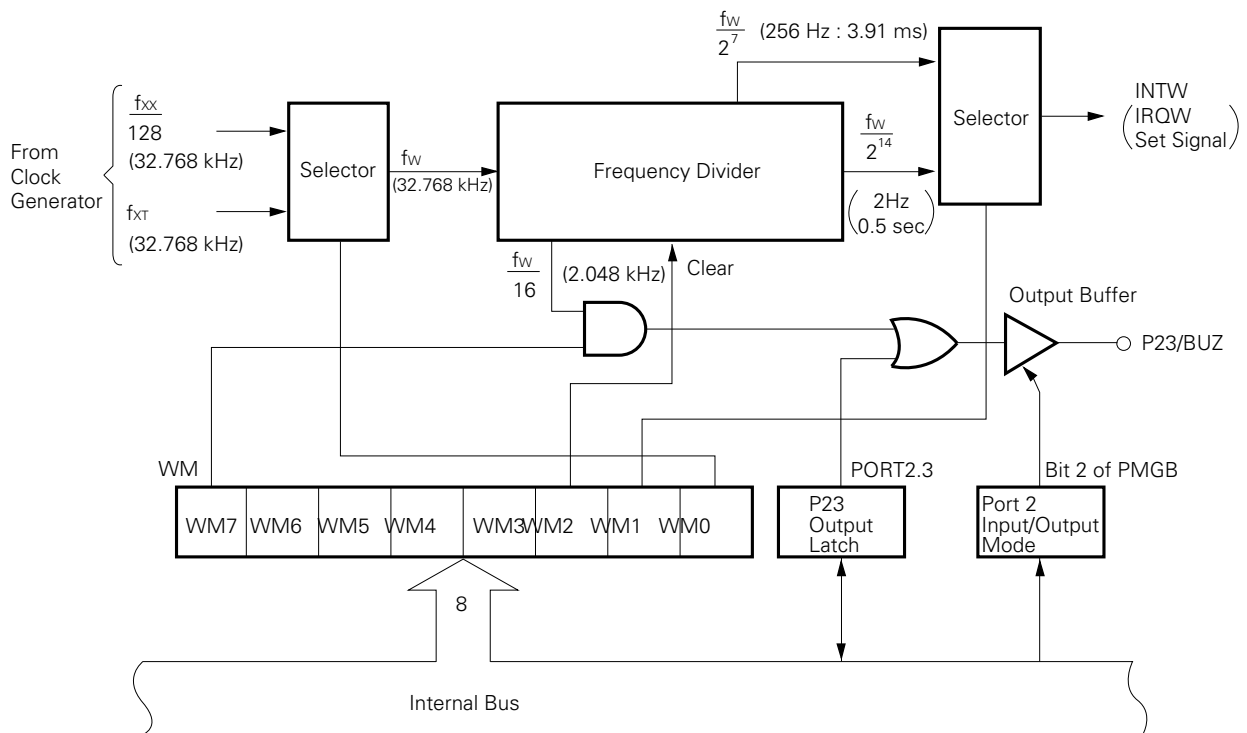 fW
2^7 (256 Hz : 3.91 ms)
fXX
128
(32.768 kHz)
From
Clock
Generator
fXT
(32.768 kHz)
Selector
fW
(32.768 kHz)
Frequency Divider
fW
2^14
(2Hz
0.5 sec)
Selector
INTW
(IRQW
Set Signal)
fW
16
(2.048 kHz)
Clear
Output Buffer
P23/BUZ
WM
PORT2.3
Bit 2 of PMGB
WM7 WM6 WM5 WM4 WM3 WM2 WM1 WM0
P23
Output
Latch
Port 2
Input/Output
Mode
8
Internal Bus